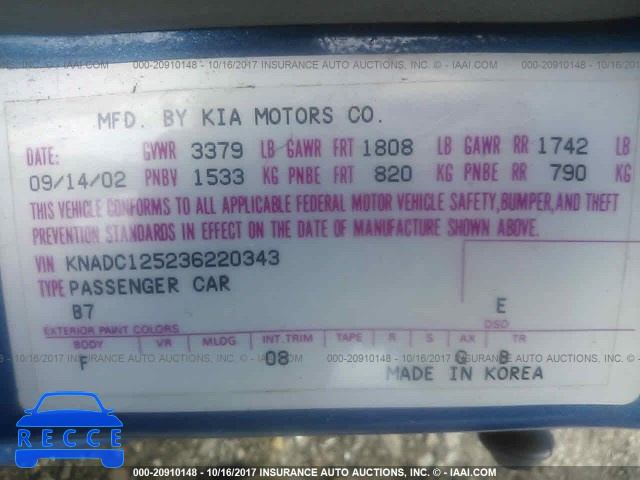 000-20910148 - 10/16/2017 INSURANCE AUTO AUCTIONS, INC. © - IAAI.COM
MFD. BY KIA MOTORS CO.
DATE: GVWR 3379 LB GAWR FRT 1808 LB GAWR RR 1742 LB
09/14/02 PNBV 1533 KG PNBE FRT 820 KG PNBE RR 790 KG
THIS VEHICLE CONFORMS TO ALL APPLICABLE FEDERAL MOTOR VEHICLE SAFETY,BUMPER,AND THEFT
PREVENTION STANDARDS IN EFFECT ON THE DATE OF MANUFACTURE SHOWN ABOVE.
VIN KNADC125236220343
TYPE PASSENGER CAR
B7 E
EXTERIOR PAINT COLORS DSO
BODY VR MLDG INT.TRIM TAPE R S AX TR
F 08 G 8
MADE IN KOREA
RECCE
000-20910148 - 10/16/2017 INSURANCE AUTO AUCTIONS, INC. © - IAAI.COM